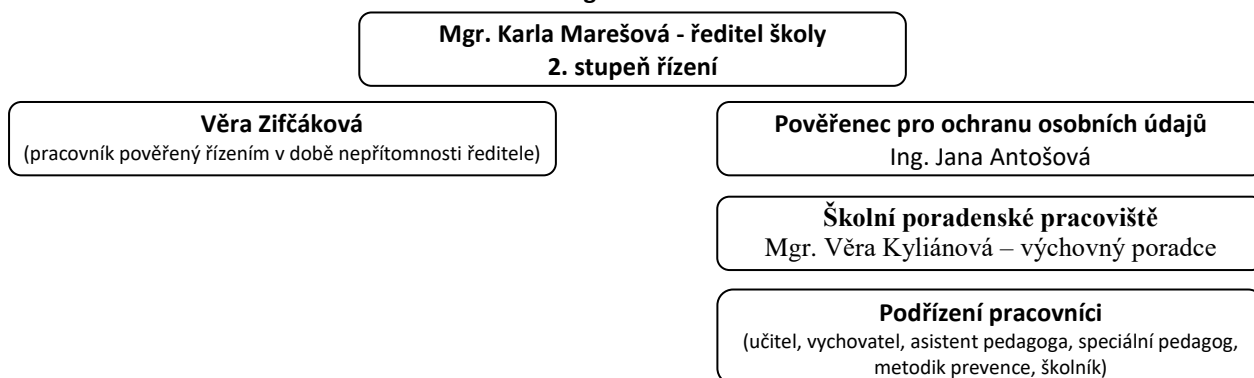 Mgr. Karla Marešová - ředitel školy
2. stupeň řízení
Věra Zifčáková
(pracovník pověřený řízením v době nepřítomnosti ředitele)
Pověřenec pro ochranu osobních údajů
Ing. Jana Antošová
Školní poradenské pracoviště
Mgr. Věra Kyliánová – výchovný poradce
Podřízení pracovníci
(učitel, vychovatel, asistent pedagoga, speciální pedagog,
metodik prevence, školník)